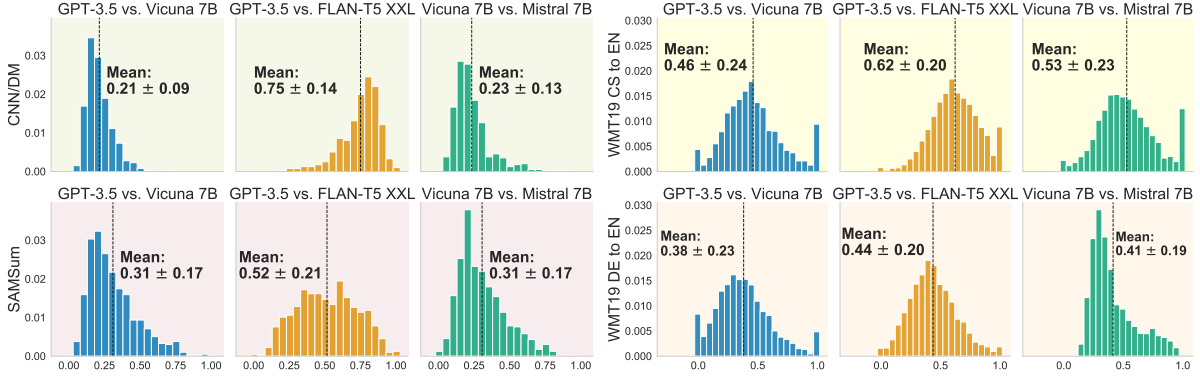 GPT-3.5 vs. Vicuna 7B
GPT-3.5 vs. FLAN-T5 XXL
Vicuna 7B vs. Mistral 7B
CNN/DM
0.03
0.02
0.01
0.00
Mean:
0.21 ± 0.09
Mean:
0.75 ± 0.14
Mean:
0.23 ± 0.13
GPT-3.5 vs. Vicuna 7B
GPT-3.5 vs. FLAN-T5 XXL
Vicuna 7B vs. Mistral 7B
SAMSum
0.03
0.02
0.01
0.00
Mean:
0.31 ± 0.17
Mean:
0.52 ± 0.21
Mean:
0.31 ± 0.17
0.00 0.25 0.50 0.75 1.00
0.00 0.25 0.50 0.75 1.00
0.00 0.25 0.50 0.75 1.00
GPT-3.5 vs. Vicuna 7B
GPT-3.5 vs. FLAN-T5 XXL
Vicuna 7B vs. Mistral 7B
WMT19 CS to EN
0.030
0.025
0.020
0.015
0.010
0.005
0.000
Mean:
0.46 ± 0.24
Mean:
0.62 ± 0.20
Mean:
0.53 ± 0.23
GPT-3.5 vs. Vicuna 7B
GPT-3.5 vs. FLAN-T5 XXL
Vicuna 7B vs. Mistral 7B
WMT19 DE to EN
0.030
0.025
0.020
0.015
0.010
0.005
0.000
Mean:
0.38 ± 0.23
Mean:
0.44 ± 0.20
Mean:
0.41 ± 0.19
0.0 0.5 1.0
0.0 0.5 1.0
0.0 0.5 1.0